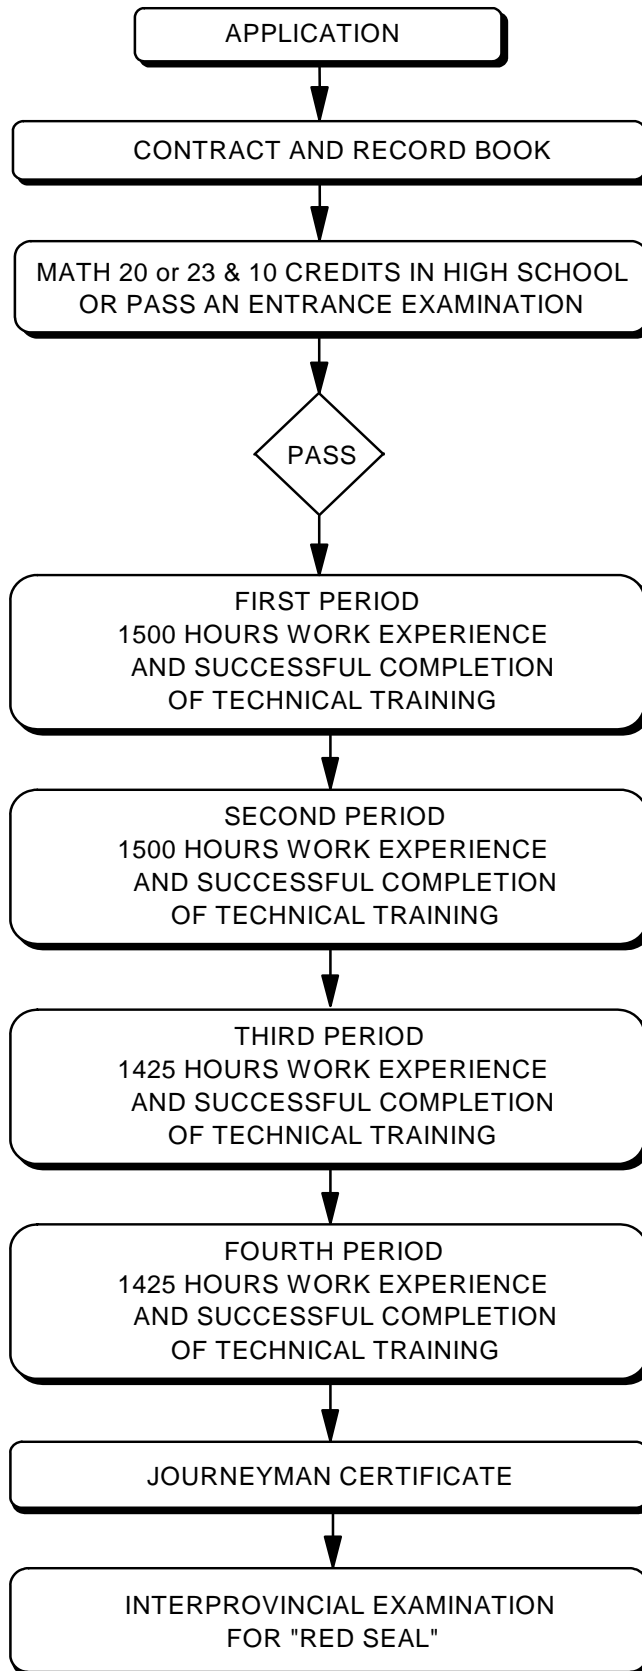 APPLICATION
CONTRACT AND RECORD BOOK
MATH 20 or 23 & 10 CREDITS IN HIGH SCHOOL
OR PASS AN ENTRANCE EXAMINATION
PASS
FIRST PERIOD
1500 HOURS WORK EXPERIENCE
AND SUCCESSFUL COMPLETION
OF TECHNICAL TRAINING
SECOND PERIOD
1500 HOURS WORK EXPERIENCE
AND SUCCESSFUL COMPLETION
OF TECHNICAL TRAINING
THIRD PERIOD
1425 HOURS WORK EXPERIENCE
AND SUCCESSFUL COMPLETION
OF TECHNICAL TRAINING
FOURTH PERIOD
1425 HOURS WORK EXPERIENCE
AND SUCCESSFUL COMPLETION
OF TECHNICAL TRAINING
JOURNEYMAN CERTIFICATE
INTERPROVINCIAL EXAMINATION
FOR "RED SEAL"